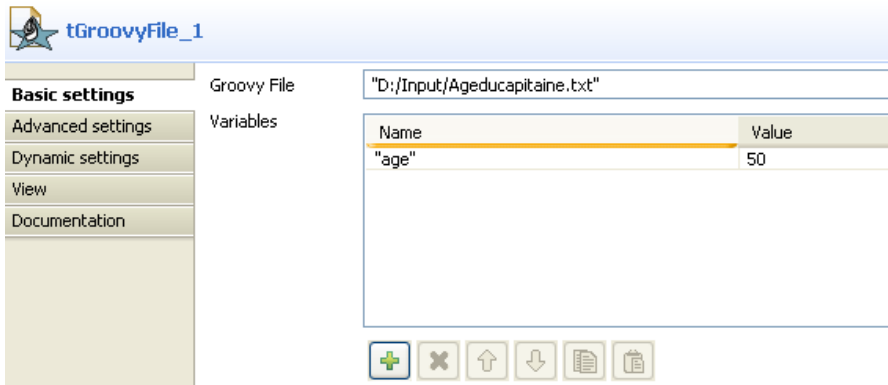 tGroovyFile_1
Basic settings
Advanced settings
Dynamic settings
View
Documentation
Groovy File "D:/Input/Ageducapitaine.txt"
Variables
Name Value
"age" 50